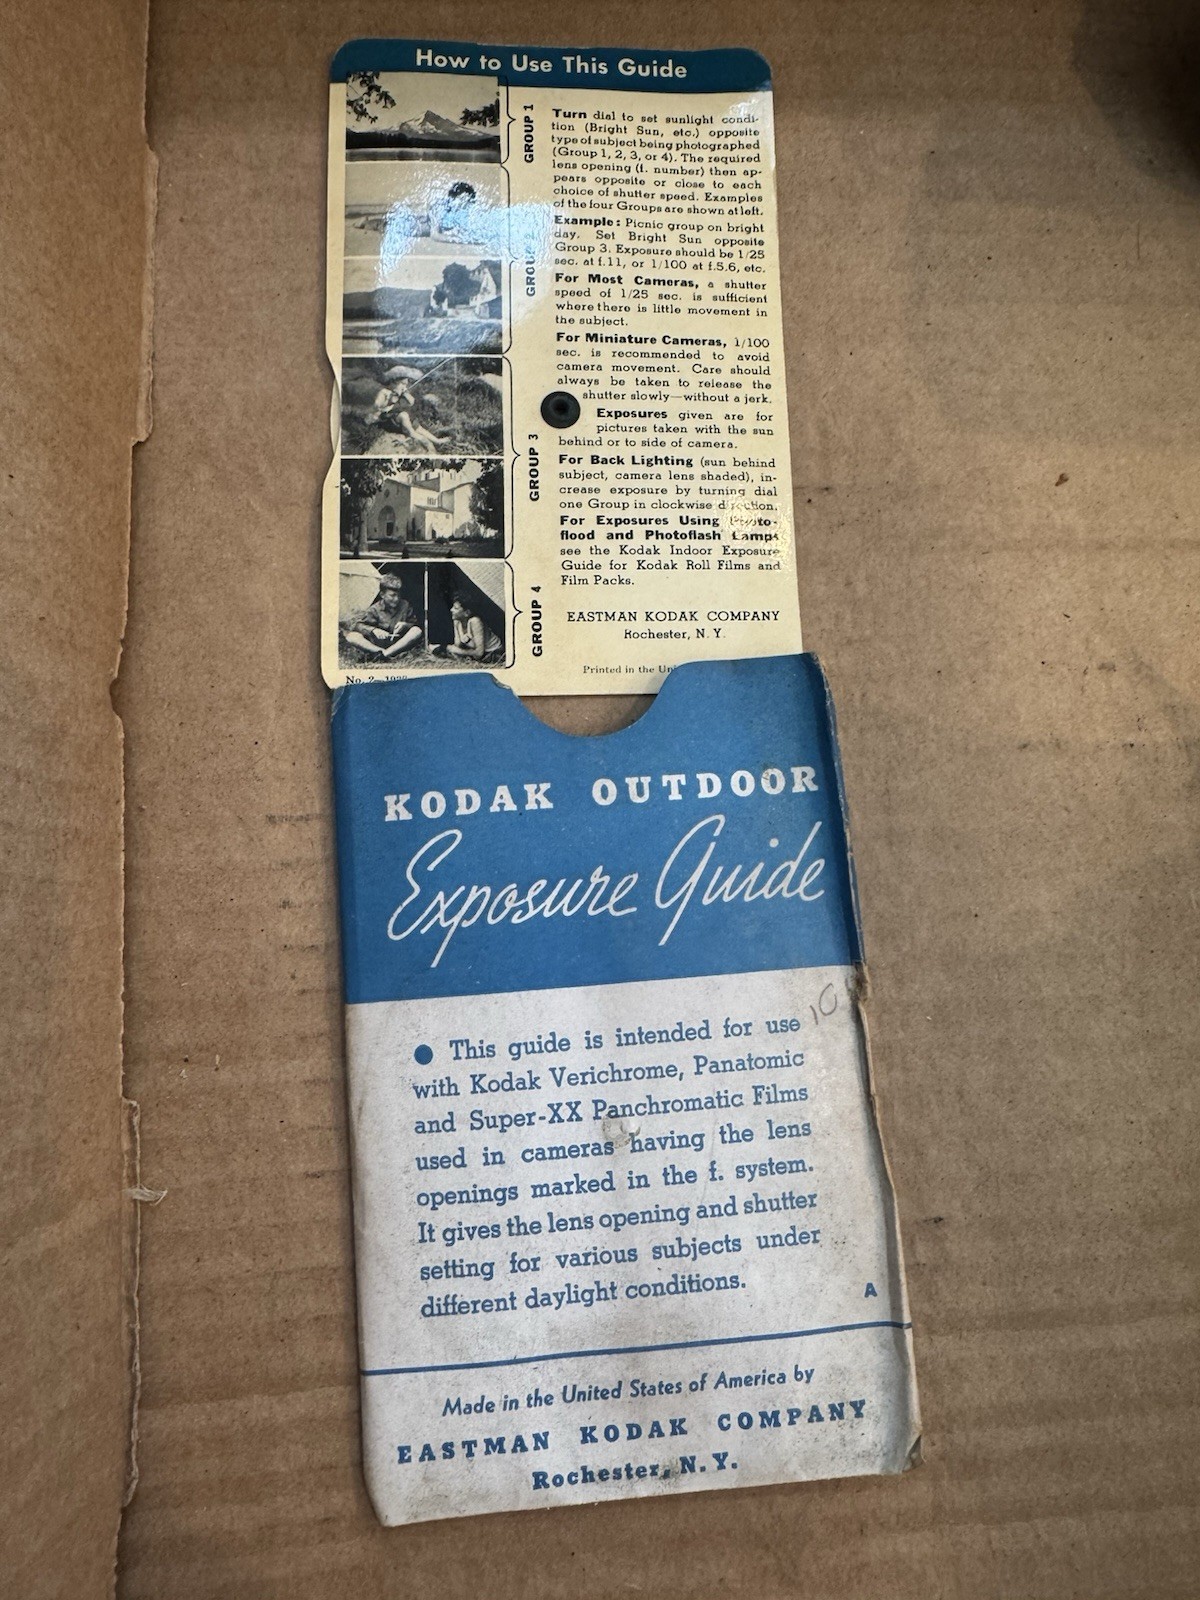 How to Use This Guide
GROUP 1
GROUP
GROUP 3
GROUP 4
Turn dial to set sunlight condi-
tion (Bright Sun, etc.) opposite
type of subject being photographed
(Group 1, 2, 3, or 4). The required
lens opening (f. number) then ap-
pears opposite or close to each
choice of shutter speed. Examples
of the four Groups are shown at left.
Example: Picnic group on bright
day. Set Bright Sun opposite
Group 3. Exposure should be 1/25
sec. at f.11, or 1/100 at f.5.6, etc.
For Most Cameras, a shutter
speed of 1/25 sec. is sufficient
where there is little movement in
the subject.
For Miniature Cameras, 1/100
sec. is recommended to avoid
camera movement. Care should
always be taken to release the
shutter slowly—without a jerk.
Exposures given are for
pictures taken with the sun
behind or to side of camera.
For Back Lighting (sun behind
subject, camera lens shaded), in-
crease exposure by turning dial
one Group in clockwise direction.
For Exposures Using Photo-
flood and Photoflash Lamps
see the Kodak Indoor Exposure
Guide for Kodak Roll Films and
Film Packs.
EASTMAN KODAK COMPANY
Rochester, N. Y.
Printed in the
No. 2
KODAK OUTDOOR
Exposure Guide
10
● This guide is intended for use
with Kodak Verichrome, Panatomic
and Super-XX Panchromatic Films
used in cameras having the lens
openings marked in the f. system.
It gives the lens opening and shutter
setting for various subjects under
different daylight conditions.
A
Made in the United States of America by
EASTMAN KODAK COMPANY
Rochester, N. Y.